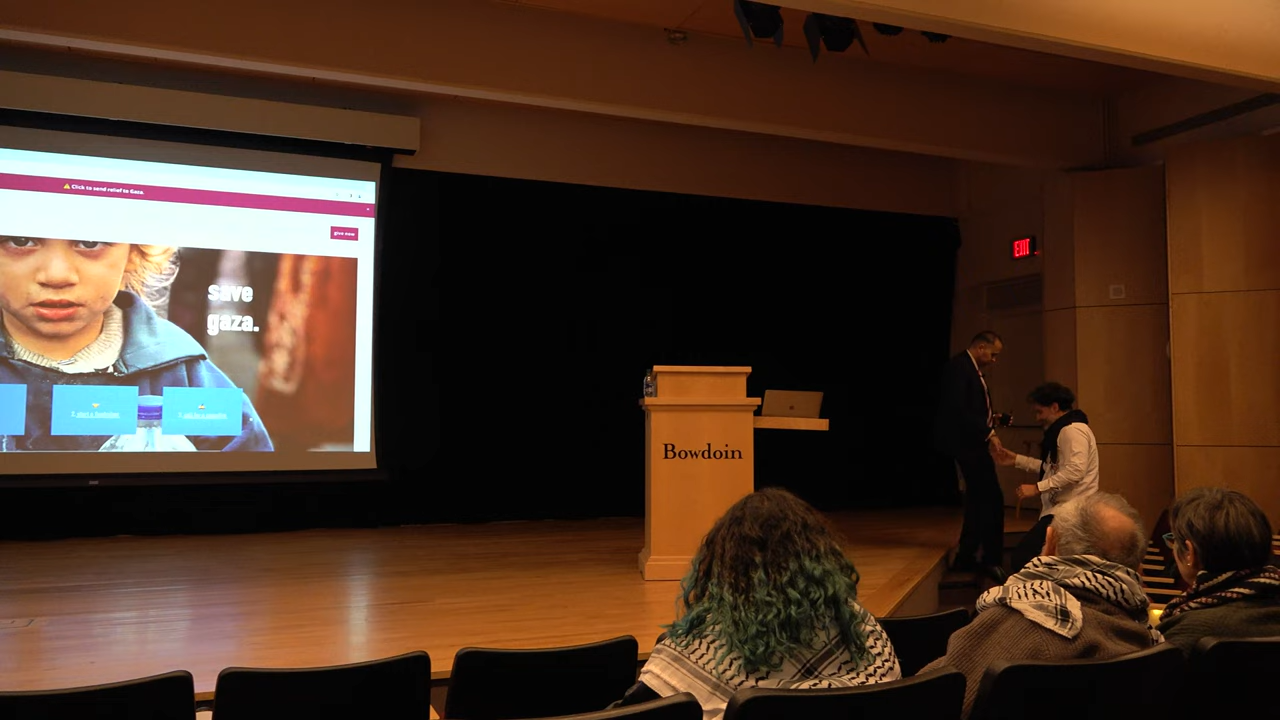 ⚠ Click to send relief to Gaza.
give now
save
gaza.
EXIT
Bowdoin